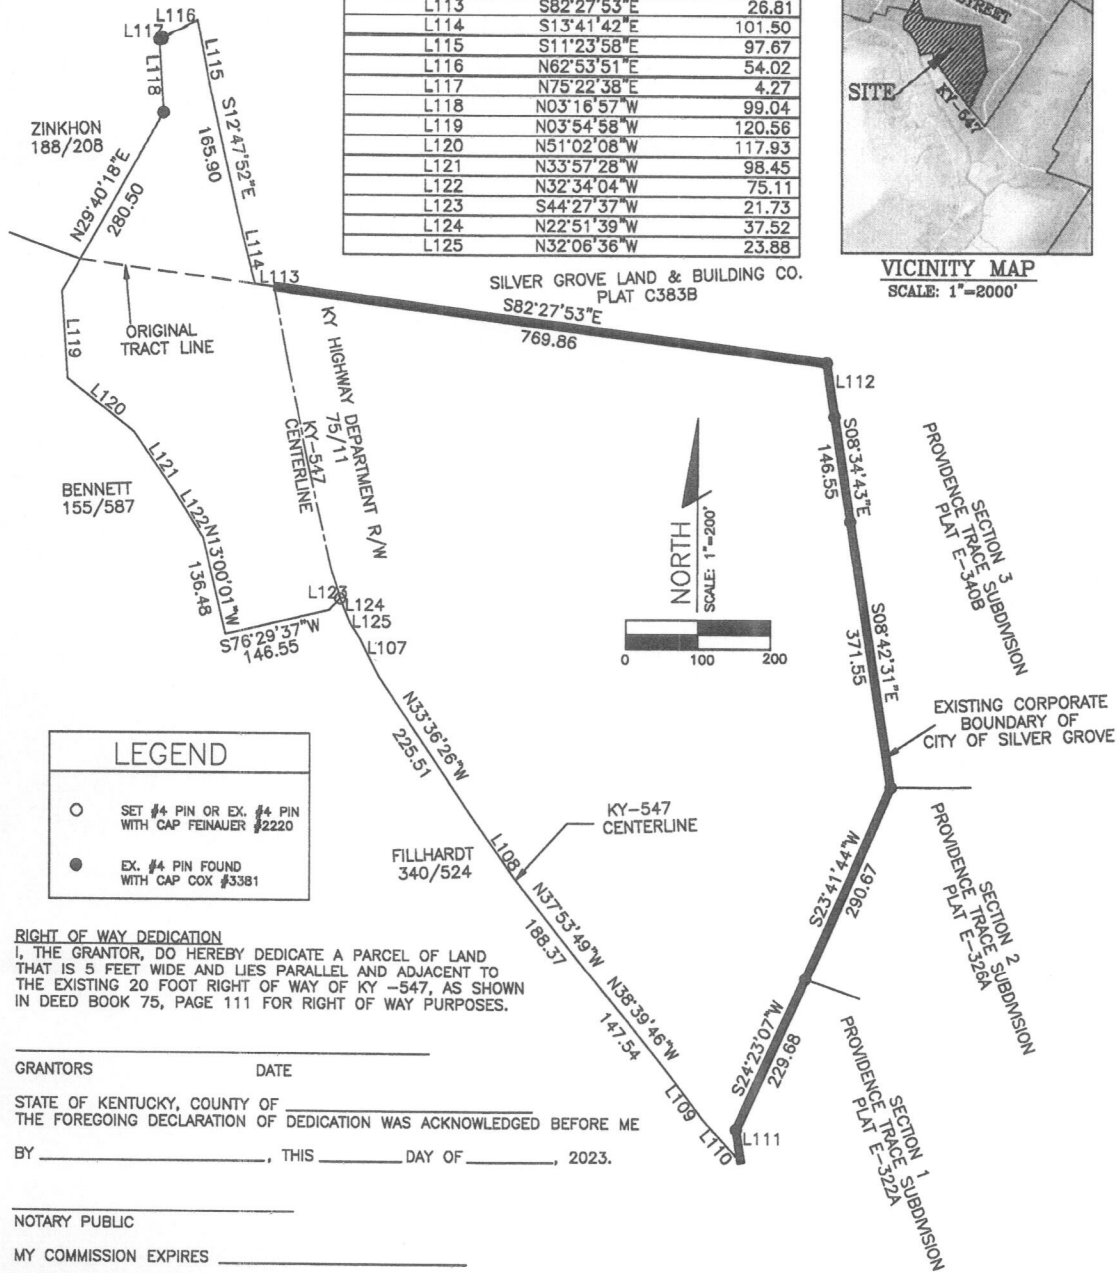 L113 S82°27'53"E 26.81
L114 S13°41'42"E 101.50
L115 S11°23'58"E 97.67
L116 N62°53'51"E 54.02
L117 N75°22'38"E 4.27
L118 N03°16'57"W 99.04
L119 N03°54'58"W 120.56
L120 N51°02'08"W 117.93
L121 N33°57'28"W 98.45
L122 N32°34'04"W 75.11
L123 S44°27'37"W 21.73
L124 N22°51'39"W 37.52
L125 N32°06'36"W 23.88
STREET
SITE
KY-547
VICINITY MAP
SCALE: 1"=2000'
L116
L117
L115
L118
S12°47'52"E
165.90
ZINKHON
188/208
N29°40'18"E
280.50
L114
L113
SILVER GROVE LAND & BUILDING CO.
PLAT C383B
S82°27'53"E
769.86
ORIGINAL
TRACT LINE
L119
L120
L121
L122
KY HIGHWAY DEPARTMENT R/W
75/11
KY-547
CENTERLINE
L112
S08°34'43"E
146.55
SECTION 3
PROVIDENCE TRACE SUBDIVISION
PLAT E-340B
BENNETT
155/587
N13°00'01"W
136.48
NORTH
SCALE: 1"=200'
0 100 200
L123
L124
L125
L107
S76°29'37"W
146.55
S08°42'31"E
371.55
EXISTING CORPORATE
BOUNDARY OF
CITY OF SILVER GROVE
N33°36'26"W
225.51
LEGEND
SET #4 PIN OR EX. #4 PIN
WITH CAP FEINAUER #2220
EX. #4 PIN FOUND
WITH CAP COX #3381
KY-547
CENTERLINE
L108
FILLHARDT
340/524
S23°41'44"W
290.67
SECTION 2
PROVIDENCE TRACE SUBDIVISION
PLAT E-326A
N37°53'49"W
188.37
N38°39'46"W
147.54
S24°23'07"W
229.68
L109
L110
L111
SECTION 1
PROVIDENCE TRACE SUBDIVISION
PLAT E-322A
RIGHT OF WAY DEDICATION
I, THE GRANTOR, DO HEREBY DEDICATE A PARCEL OF LAND
THAT IS 5 FEET WIDE AND LIES PARALLEL AND ADJACENT TO
THE EXISTING 20 FOOT RIGHT OF WAY OF KY -547, AS SHOWN
IN DEED BOOK 75, PAGE 111 FOR RIGHT OF WAY PURPOSES.
GRANTORS DATE
STATE OF KENTUCKY, COUNTY OF
THE FOREGOING DECLARATION OF DEDICATION WAS ACKNOWLEDGED BEFORE ME
BY , THIS DAY OF , 2023.
NOTARY PUBLIC
MY COMMISSION EXPIRES